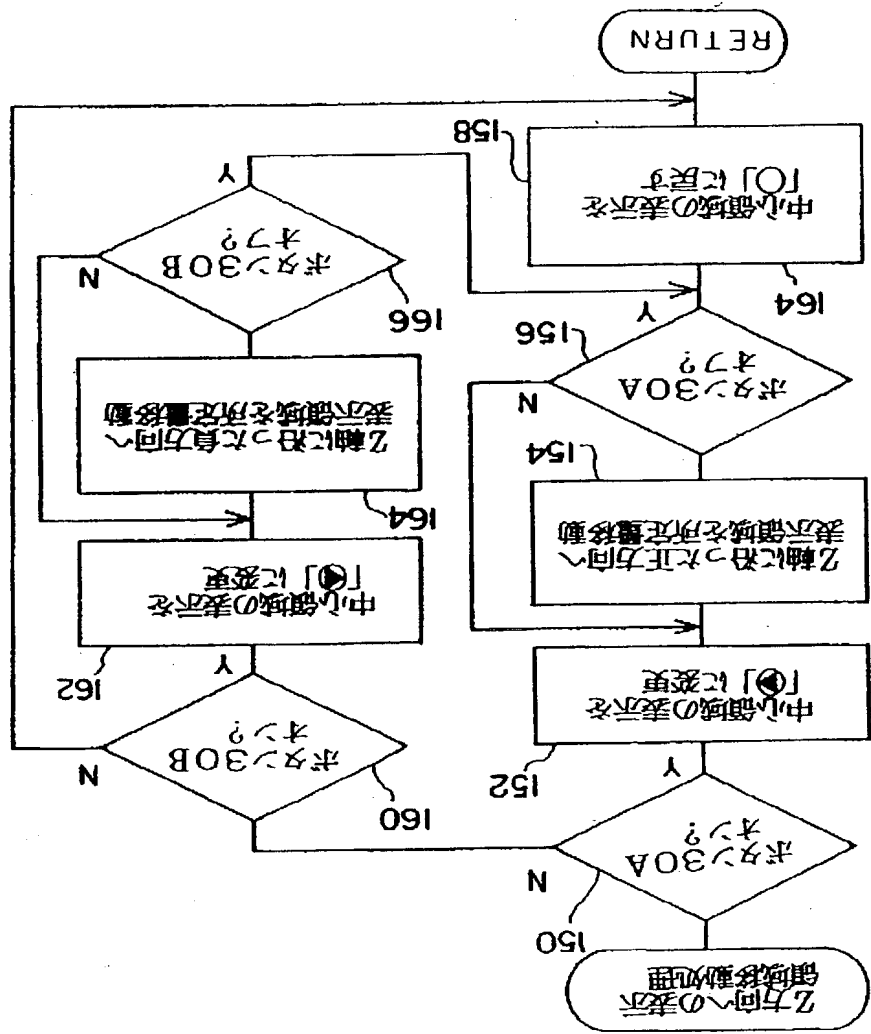 Z方向への表示
領域移動処理
150
ボタン30A
オン?
N
Y
152
中心領域の表示を
「」に変更
154
Z軸に沿った正方向へ
表示領域を所定量移動
156
ボタン30A
オフ?
N
Y
164
158
中心領域の表示を
「○」に戻す
RETURN
160
ボタン30B
オン?
N
Y
162
中心領域の表示を
「」に変更
164
Z軸に沿った負方向へ
表示領域を所定量移動
166
ボタン30B
オフ?
N
Y